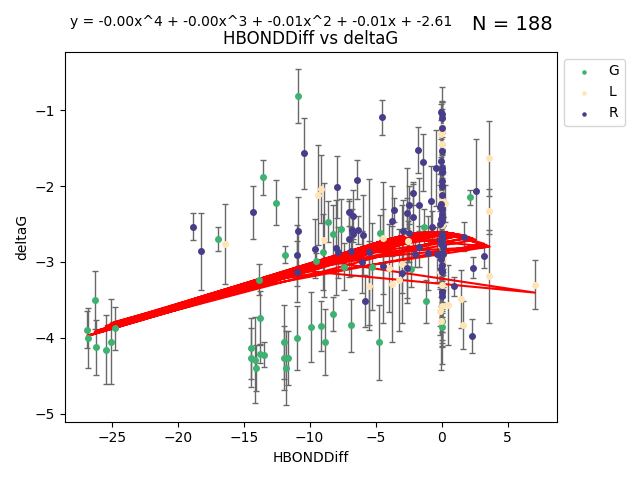 y = -0.00x^4 + -0.00x^3 + -0.01x^2 + -0.01x + -2.61
N = 188
HBONDDiff vs deltaG
G
L
R
deltaG
−1
−2
−3
−4
−5
−25
−20
−15
−10
−5
0
5
HBONDDiff